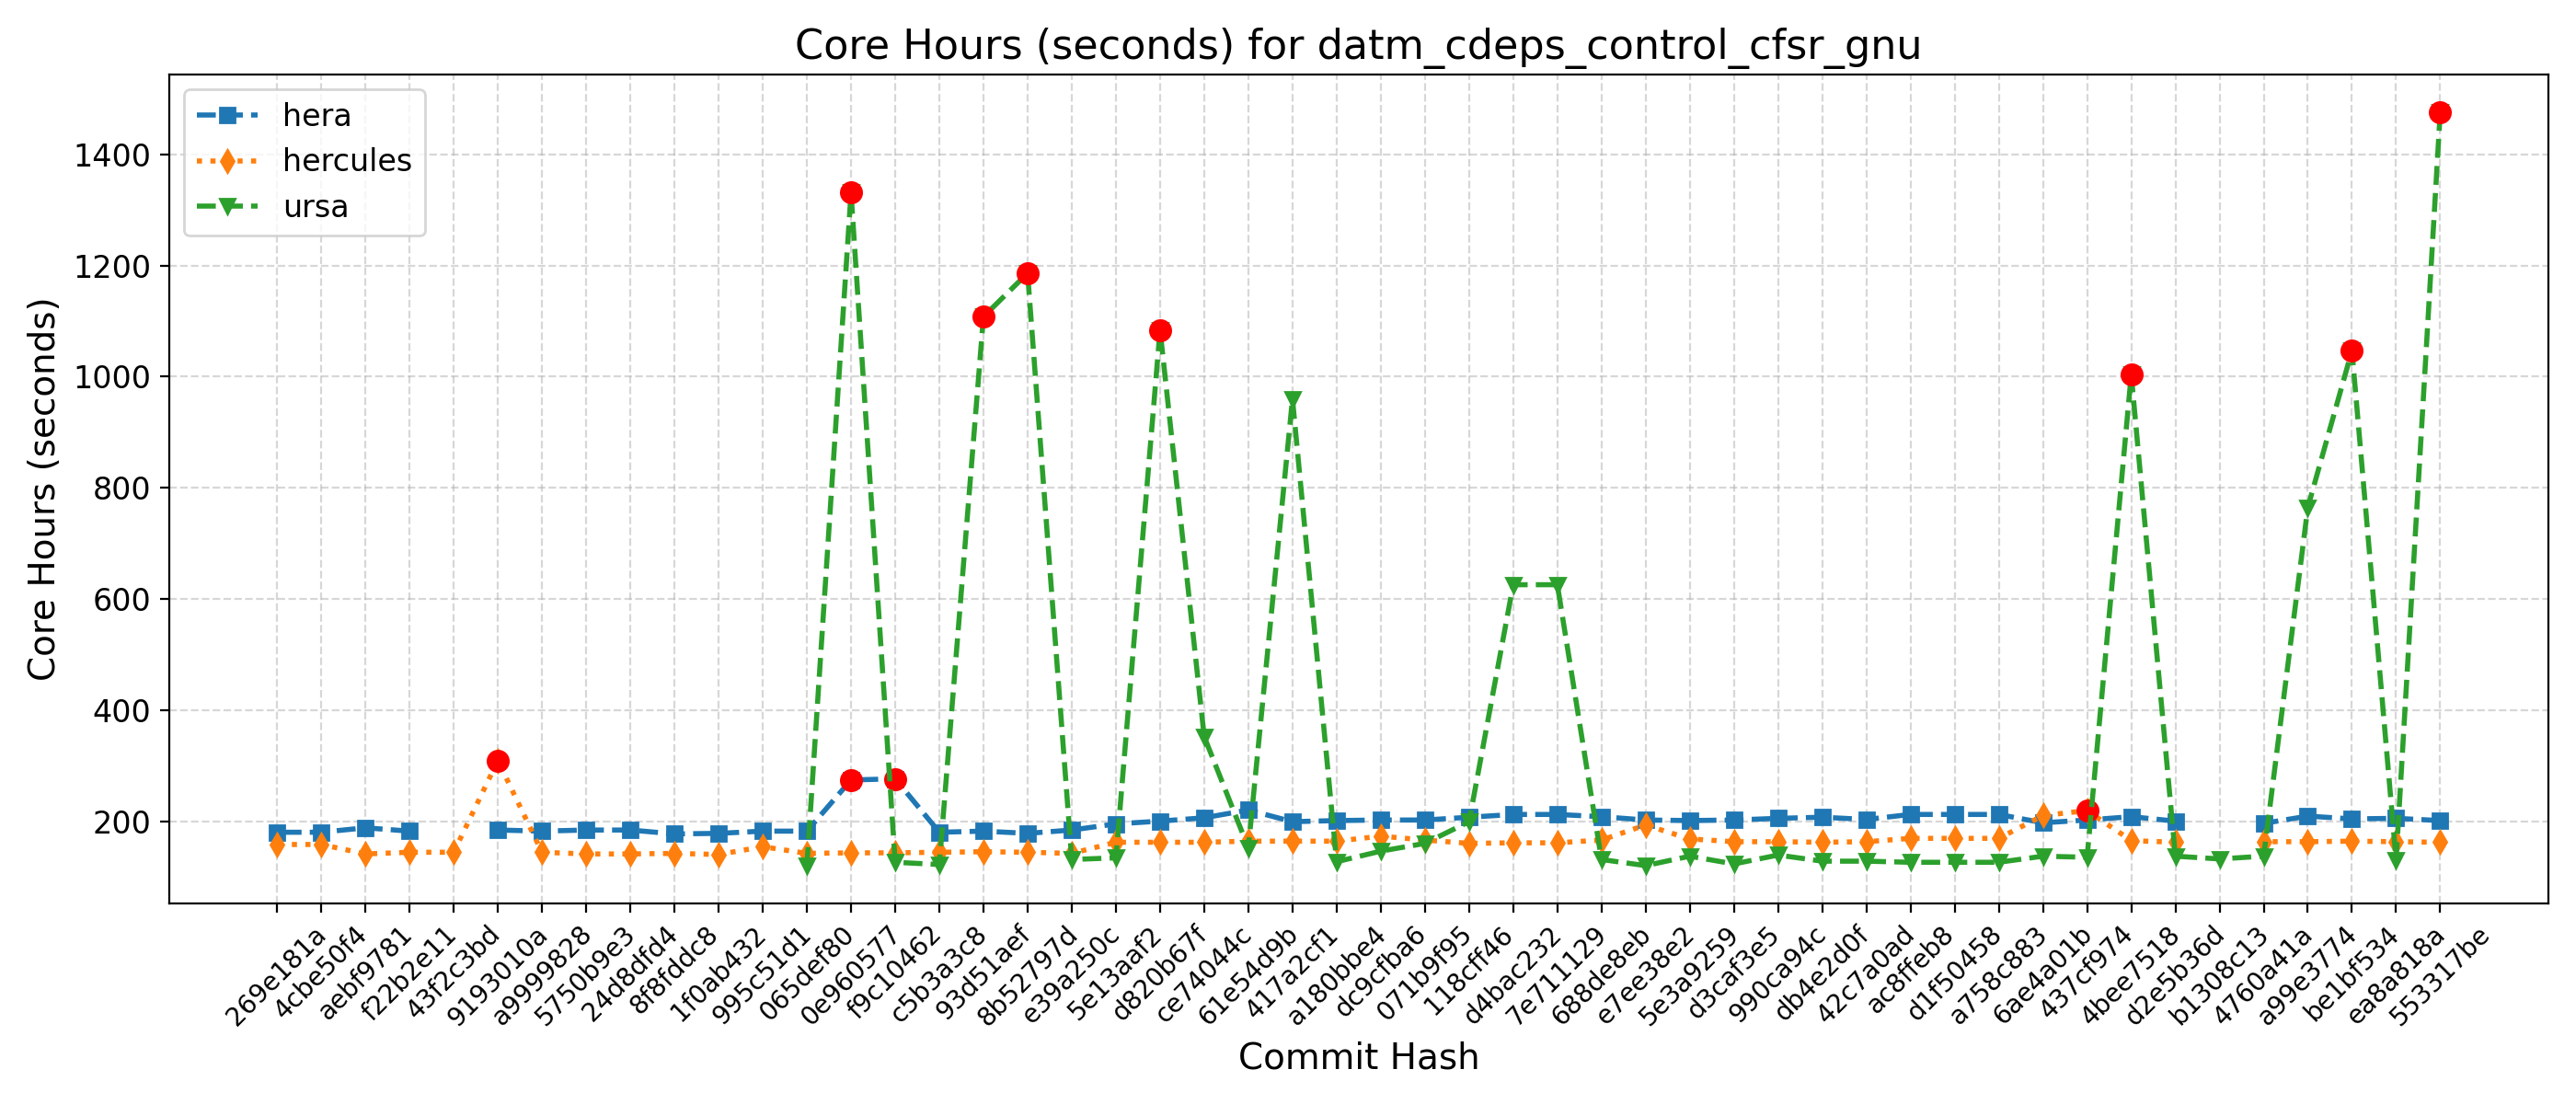 Core Hours (seconds) for datm_cdeps_control_cfsr_gnu
hera
hercules
ursa
Core Hours (seconds)
1400
1200
1000
800
600
400
200
269e181a
4cbe50f4
aebf9781
f22b2e11
43f2c3bd
9193010a
a9999828
5750b9e3
24d8dfd4
8f8fddc8
1f0ab432
995c51d1
065def80
0e960577
f9c10462
c5b3a3c8
93d51aef
8b52797d
e39a250c
5e13aaf2
d820b67f
ce74044c
61e54d9b
417a2cf1
a180bbe4
dc9cfba6
071b9f95
118cff46
d4bac232
7e711129
688de8eb
e7ee38e2
5e3a9259
d3caf3e5
990ca94c
db4e2d0f
42c7a0ad
ac8ffeb8
d1f50458
a758c883
6ae4a01b
437cf974
4bee7518
d2e5b36d
b1308c13
4760a41a
a99e3774
be1bf534
ea8a818a
553317be
Commit Hash